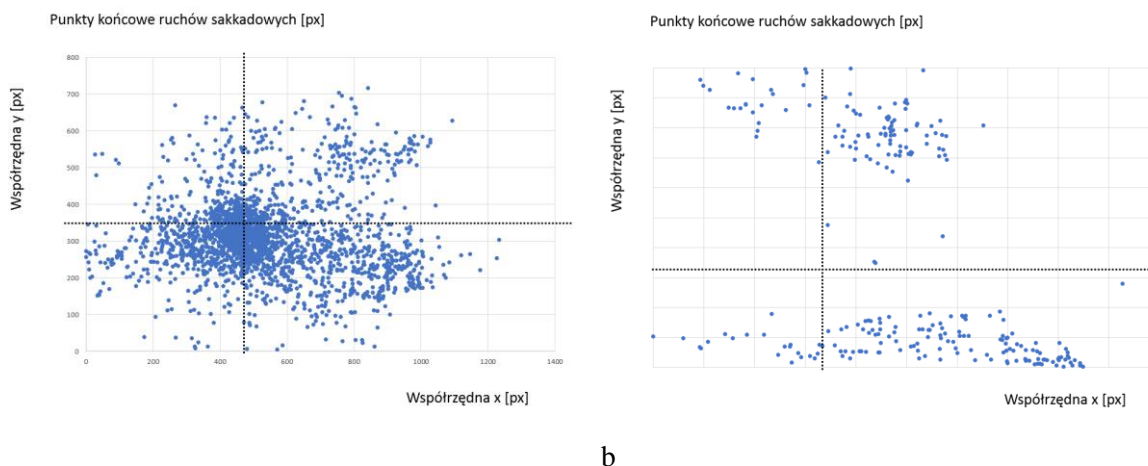 Punkty końcowe ruchów sakkadowych [px]
Współrzędna y [px]
800
700
600
500
400
300
200
100
0
0 200 400 600 800 1000 1200 1400
Współrzędna x [px]
Punkty końcowe ruchów sakkadowych [px]
Współrzędna y [px]
Współrzędna x [px]
b